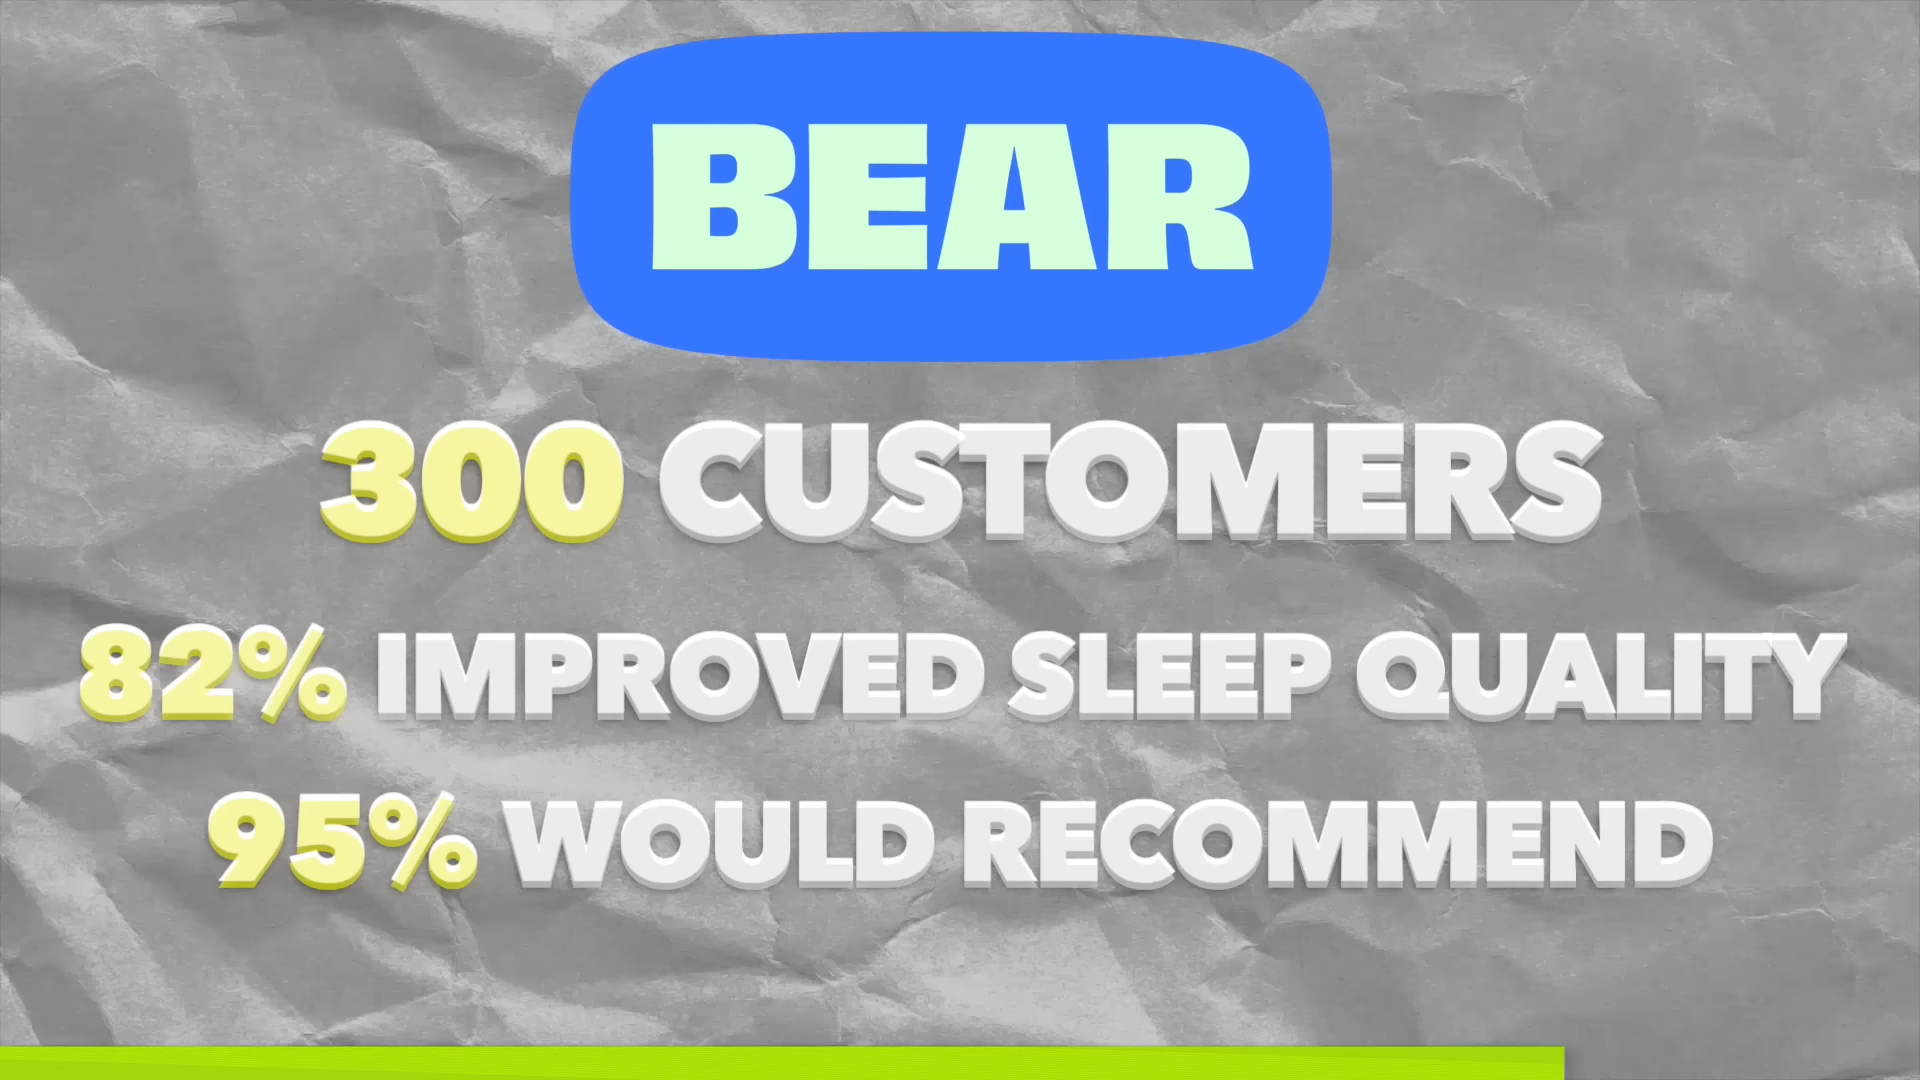 BEAR
300 CUSTOMERS
82% IMPROVED SLEEP QUALITY
95% WOULD RECOMMEND